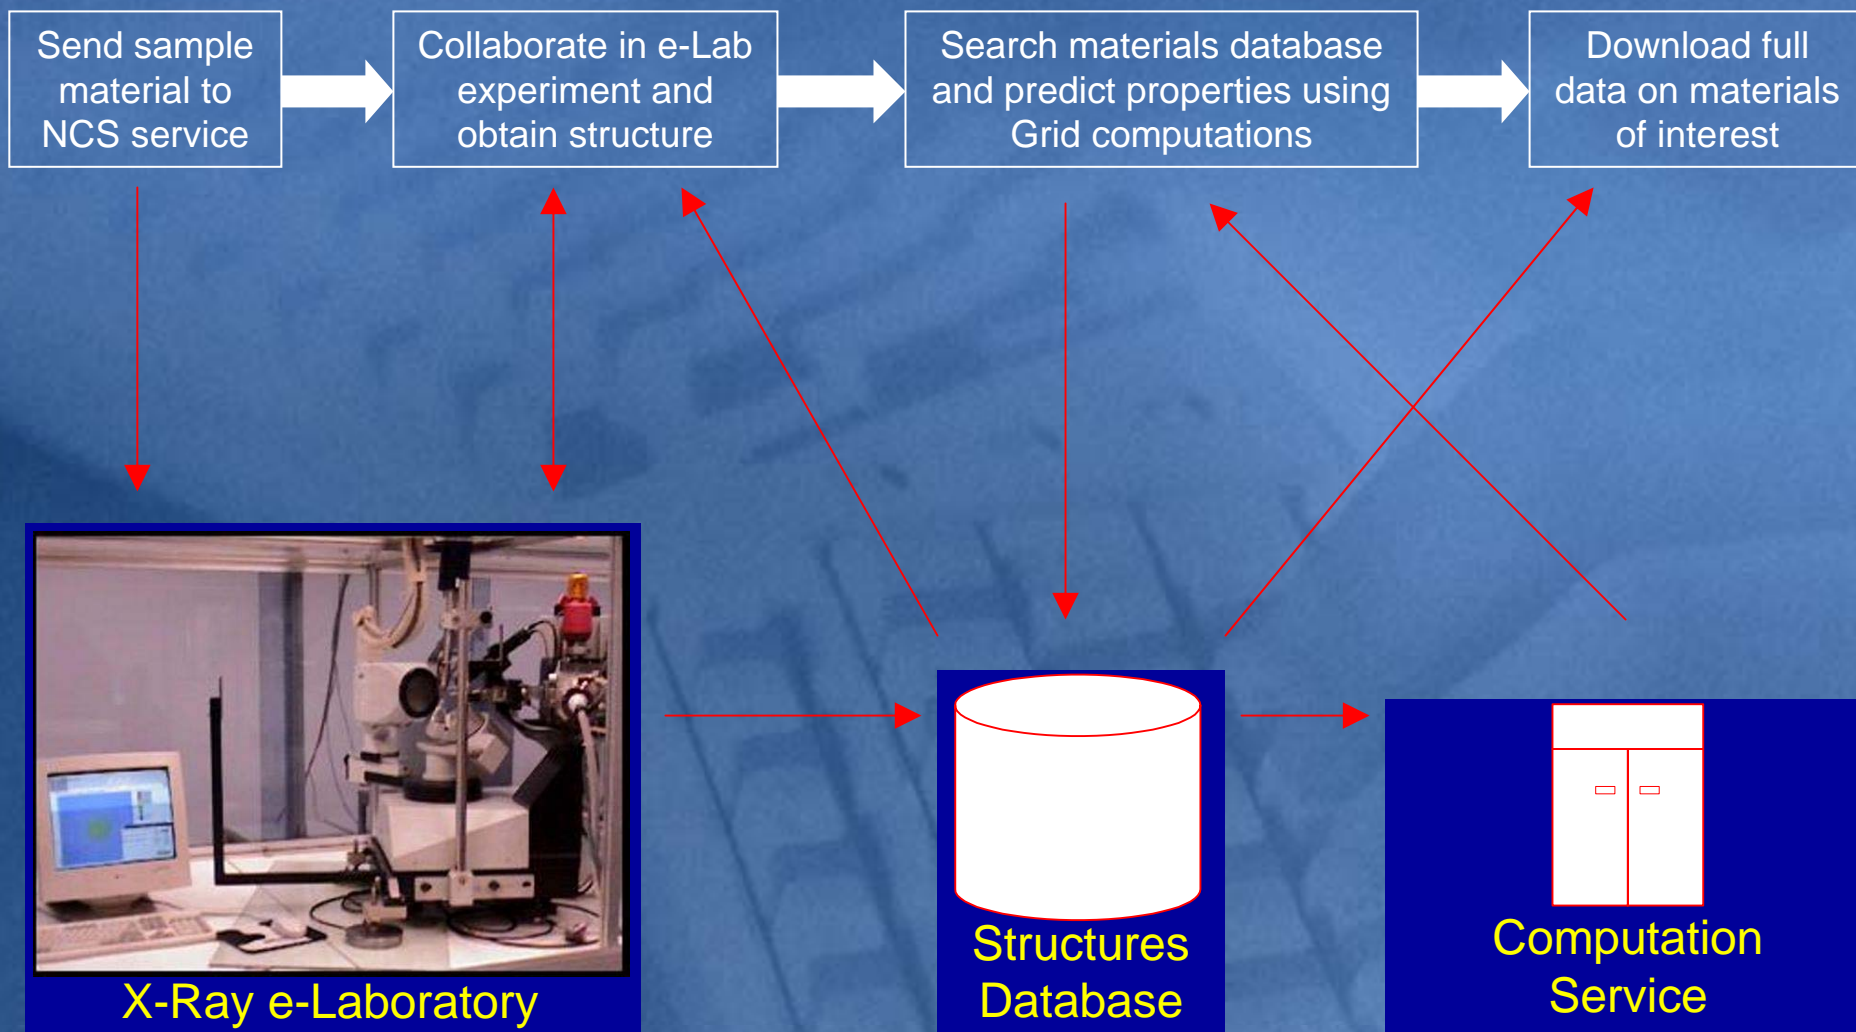 Send sample
material to
NCS service
Collaborate in e-Lab
experiment and
obtain structure
Search materials database
and predict properties using
Grid computations
Download full
data on materials
of interest
X-Ray e-Laboratory
Structures
Database
Computation
Service